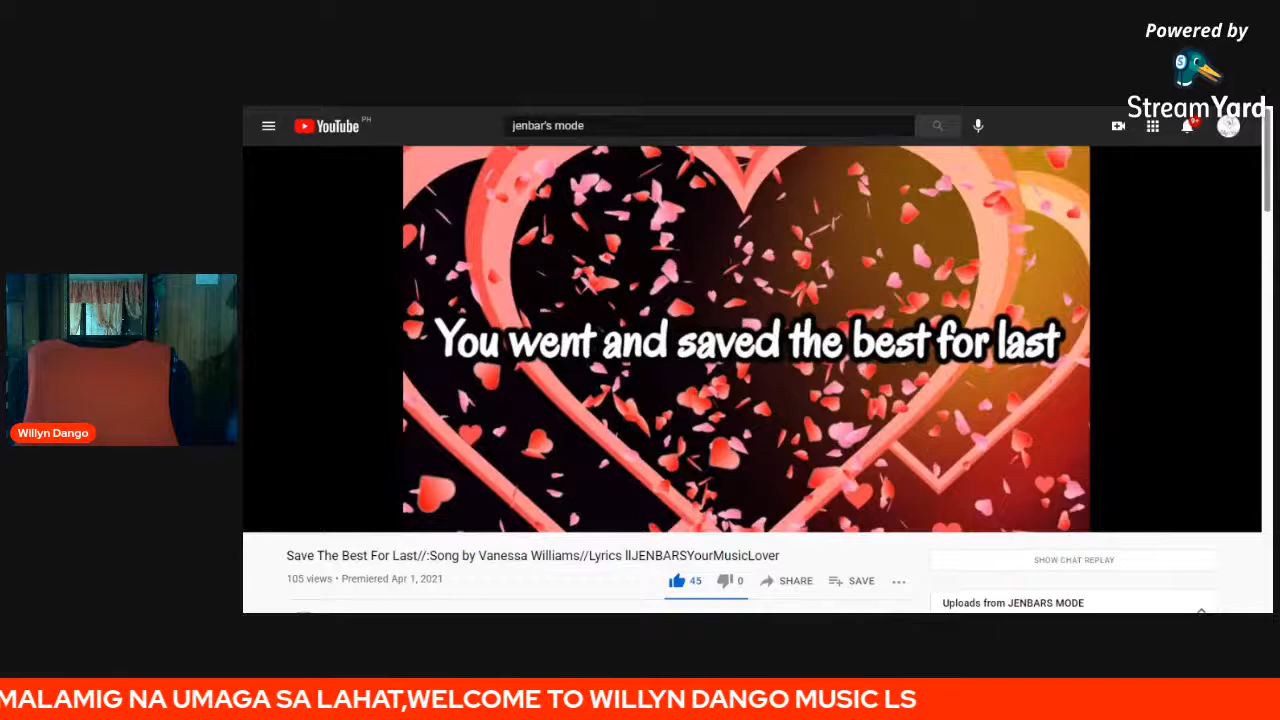 Powered by
StreamYard
YouTube PH
jenbar's mode
9+
You went and saved the best for last
Willyn Dango
Save The Best For Last//:Song by Vanessa Williams//Lyrics llJENBARSYourMusicLover
105 views • Premiered Apr 1, 2021
45
0
SHARE
SAVE
SHOW CHAT REPLAY
Uploads from JENBARS MODE
MALAMIG NA UMAGA SA LAHAT,WELCOME TO WILLYN DANGO MUSIC LS